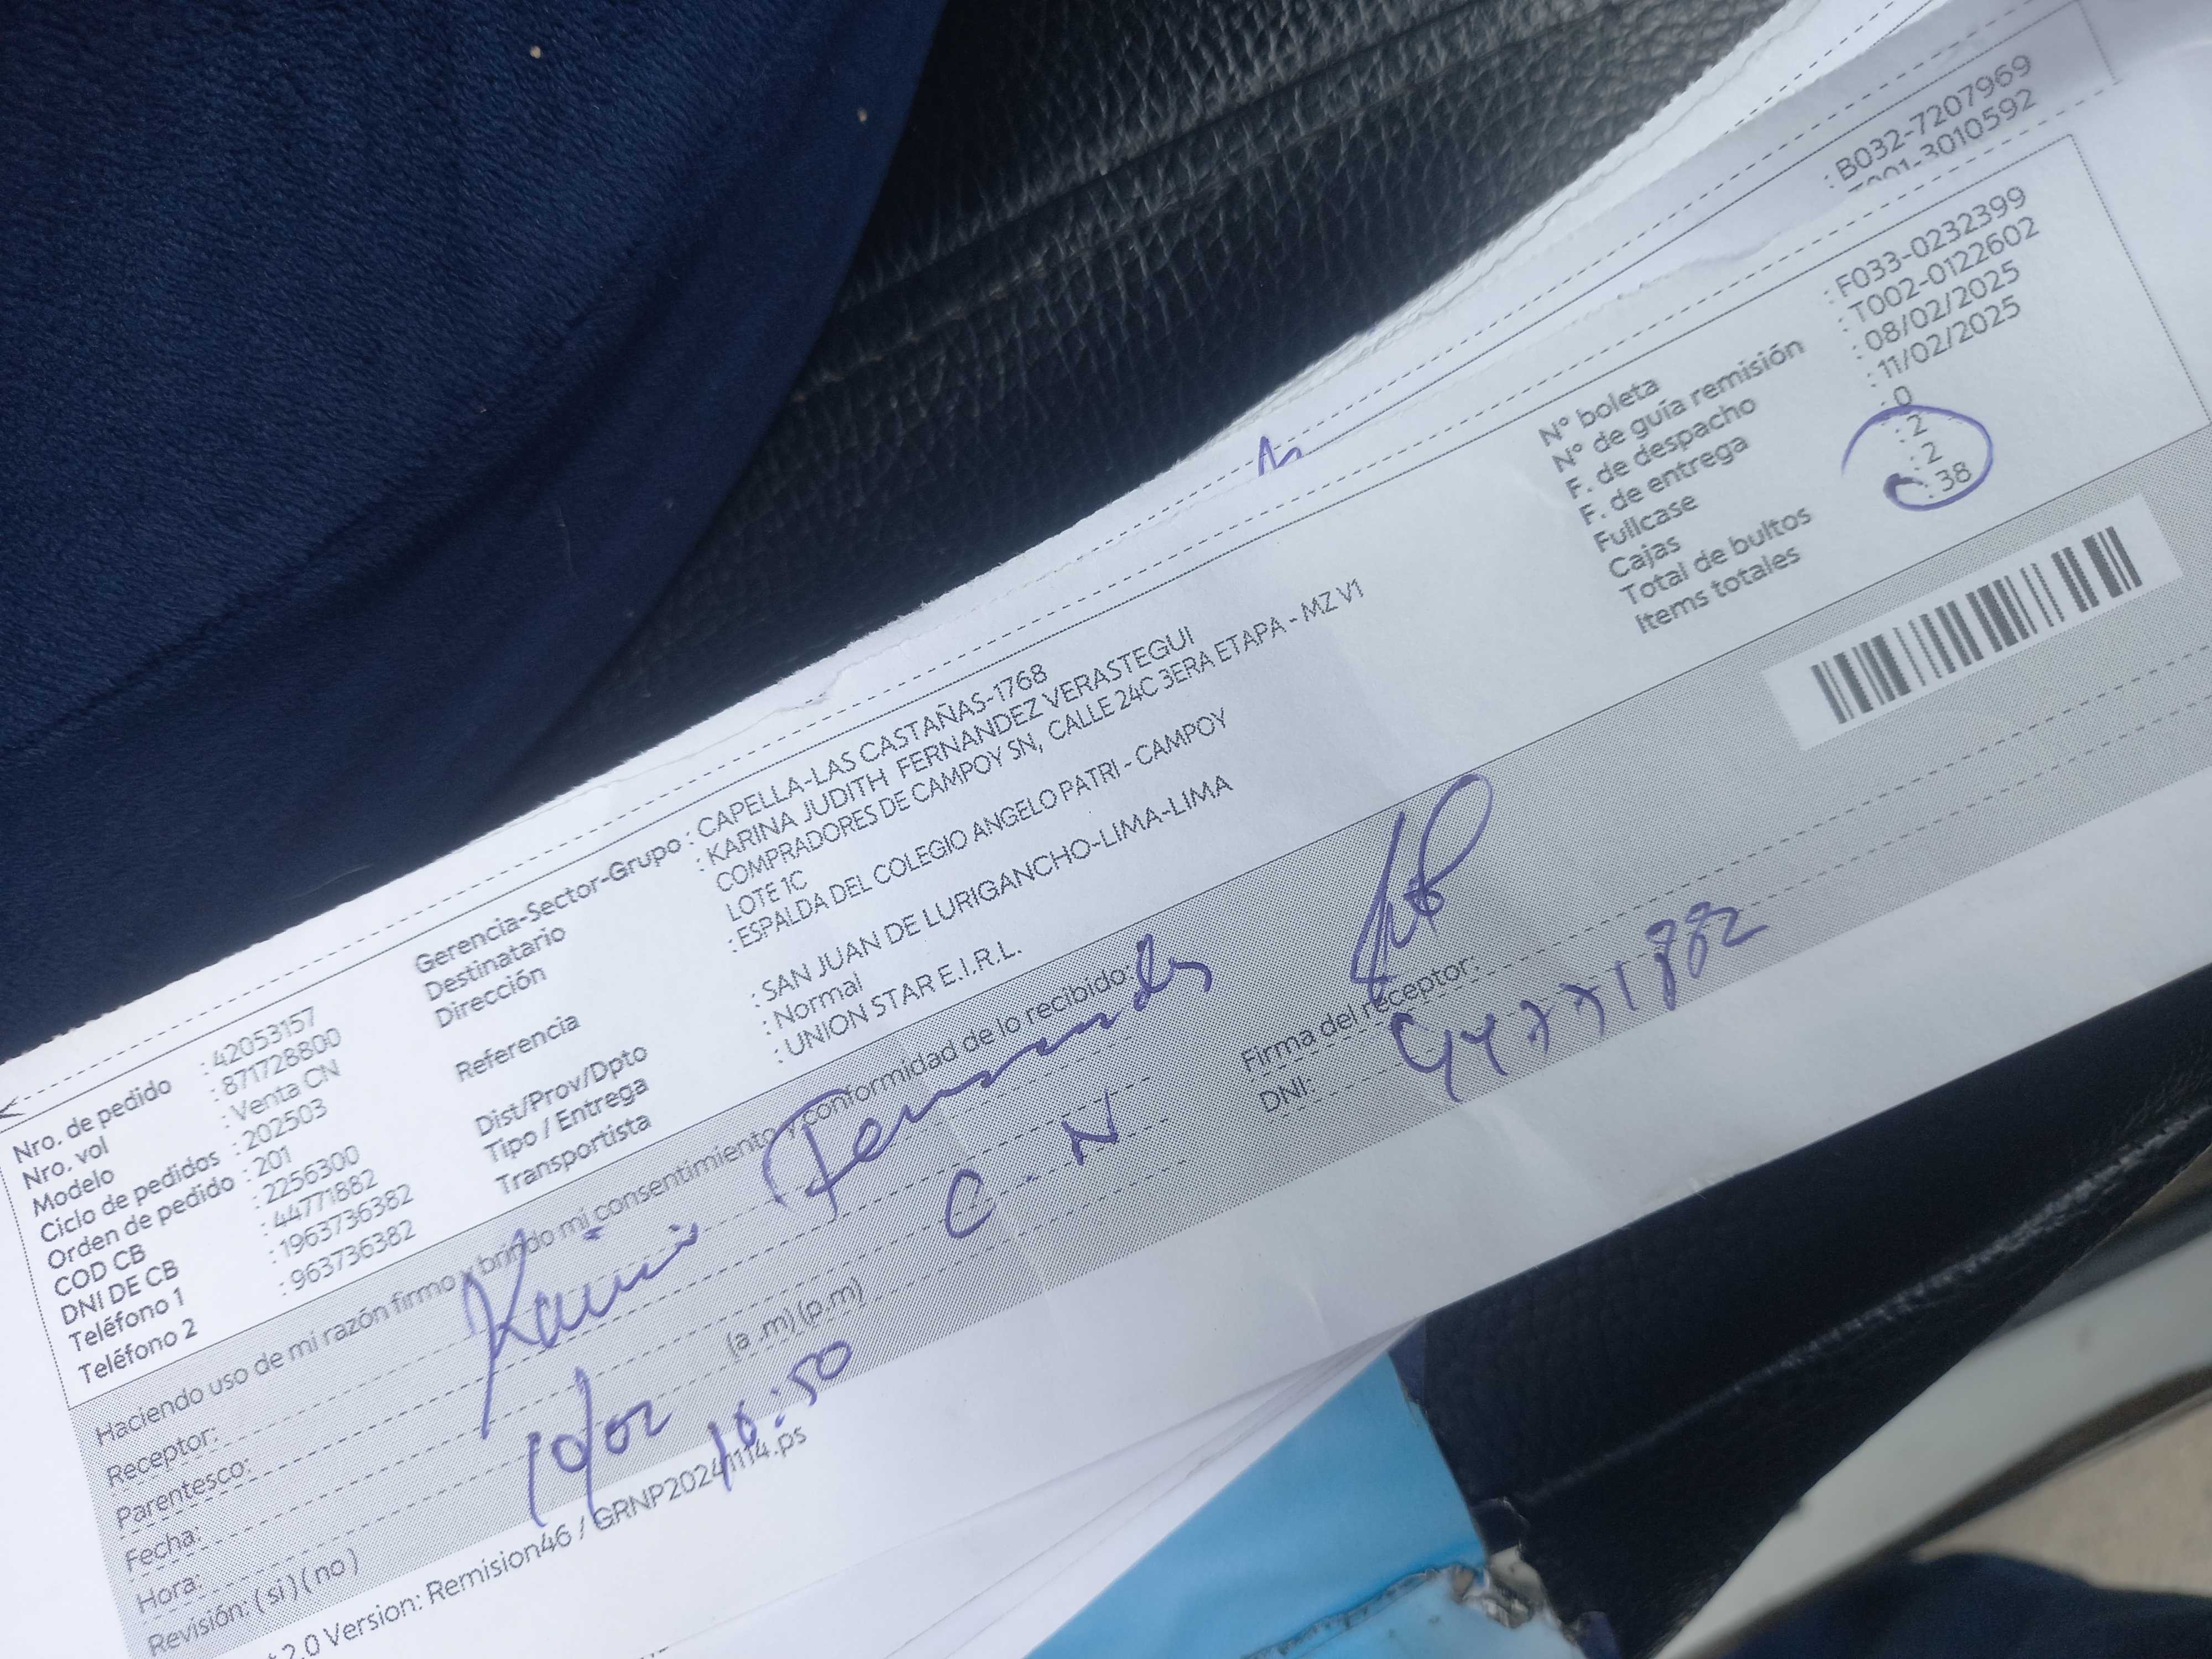 : B032-7207969
Nro. de pedido : 42053157
Nro. vol : 871728800
Modelo : Venta CN
Ciclo de pedidos : 202503
Orden de pedido : 201
COD CB : 2256300
DNI DE CB : 44771882
Teléfono 1 : 1963736382
Teléfono 2 : 963736382
Gerencia-Sector-Grupo : CAPELLA-LAS CASTAÑAS-1768
Destinatario : KARINA JUDITH FERNANDEZ VERASTEGUI
Dirección COMPRADORES DE CAMPOY SN, CALLE 24C 3ERA ETAPA - MZ V1
LOTE 1C
Referencia : ESPALDA DEL COLEGIO ANGELO PATRI - CAMPOY
Dist/Prov/Dpto : SAN JUAN DE LURIGANCHO-LIMA-LIMA
Tipo / Entrega : Normal
Transportista : UNION STAR E.I.R.L.
N° boleta : F033-0232399
N° de guía remisión : T002-0122602
F. de despacho : 08/02/2025
F. de entrega : 11/02/2025
Fullcase : 0
Cajas : 2
Total de bultos : 2
Items totales : 38
Haciendo uso de mi razón firmo y brindo mi consentimiento y conformidad de lo recibido:
Receptor: Firma del receptor:
Parentesco: C.N DNI: 44771882
Fecha: 10/02
Hora: (a .m) (p.m) 10:50
Revisión: ( si ) ( no )
2.0 Version: Remision46 / GRNP20241114.ps